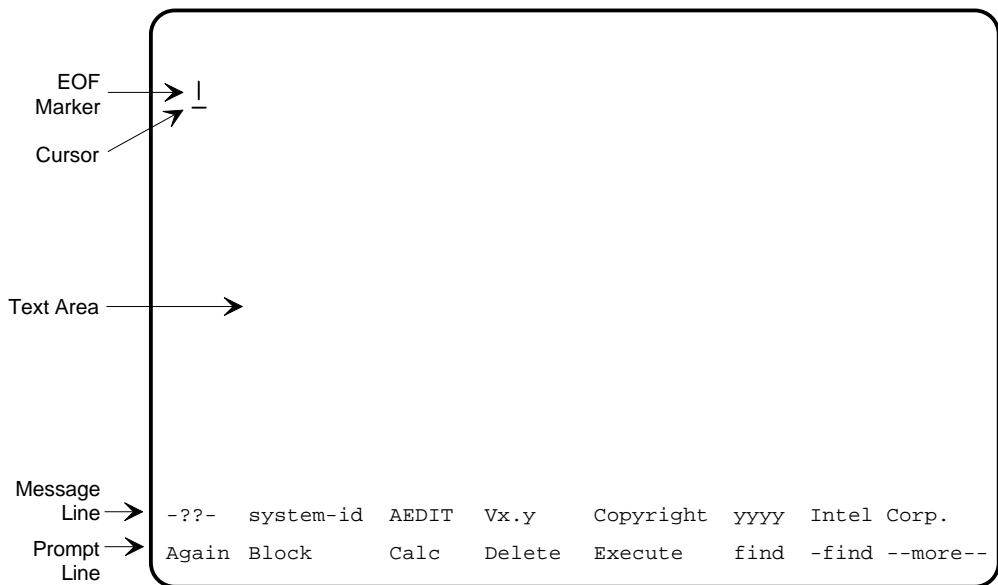 EOF
Marker
|
Cursor
Text Area
Message
Line
-??- system-id AEDIT Vx.y Copyright yyyy Intel Corp.
Prompt
Line
Again Block Calc Delete Execute find -find --more--